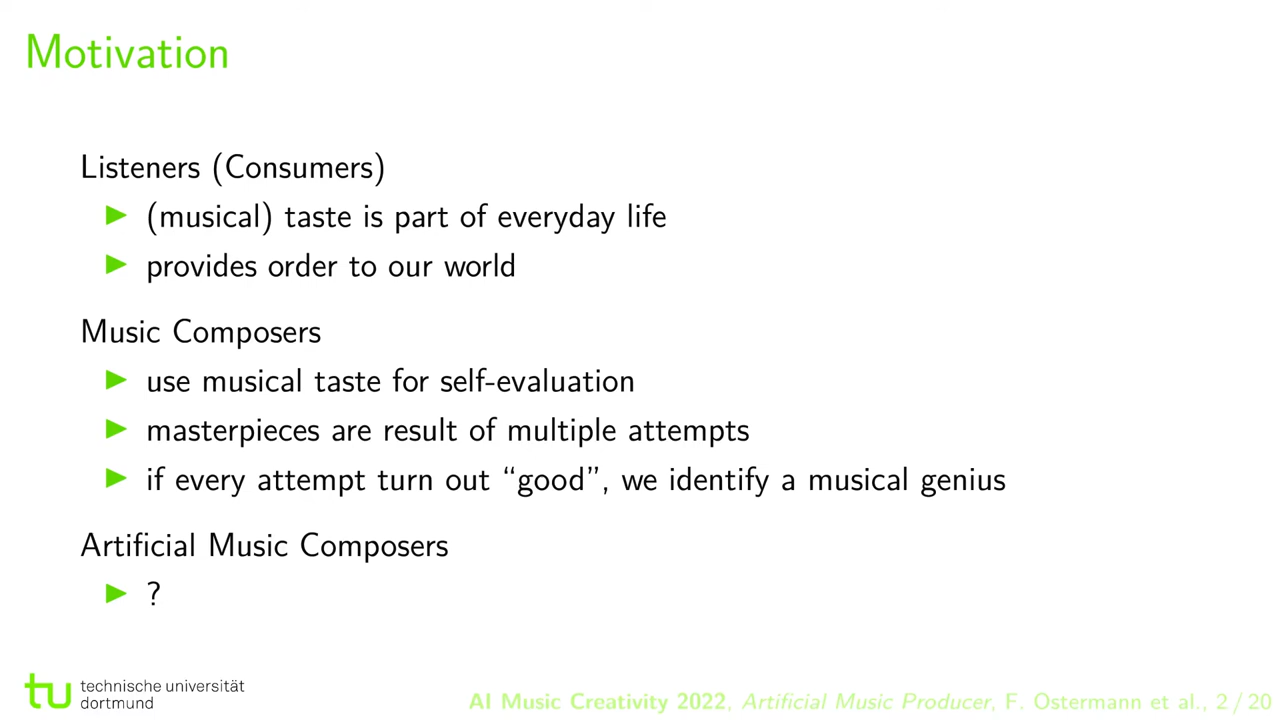 Motivation
Listeners (Consumers)
(musical) taste is part of everyday life
provides order to our world
Music Composers
use musical taste for self-evaluation
masterpieces are result of multiple attempts
if every attempt turn out “good”, we identify a musical genius
Artificial Music Composers
?
tu technische universität
dortmund
AI Music Creativity 2022, Artificial Music Producer, F. Ostermann et al., 2 / 20